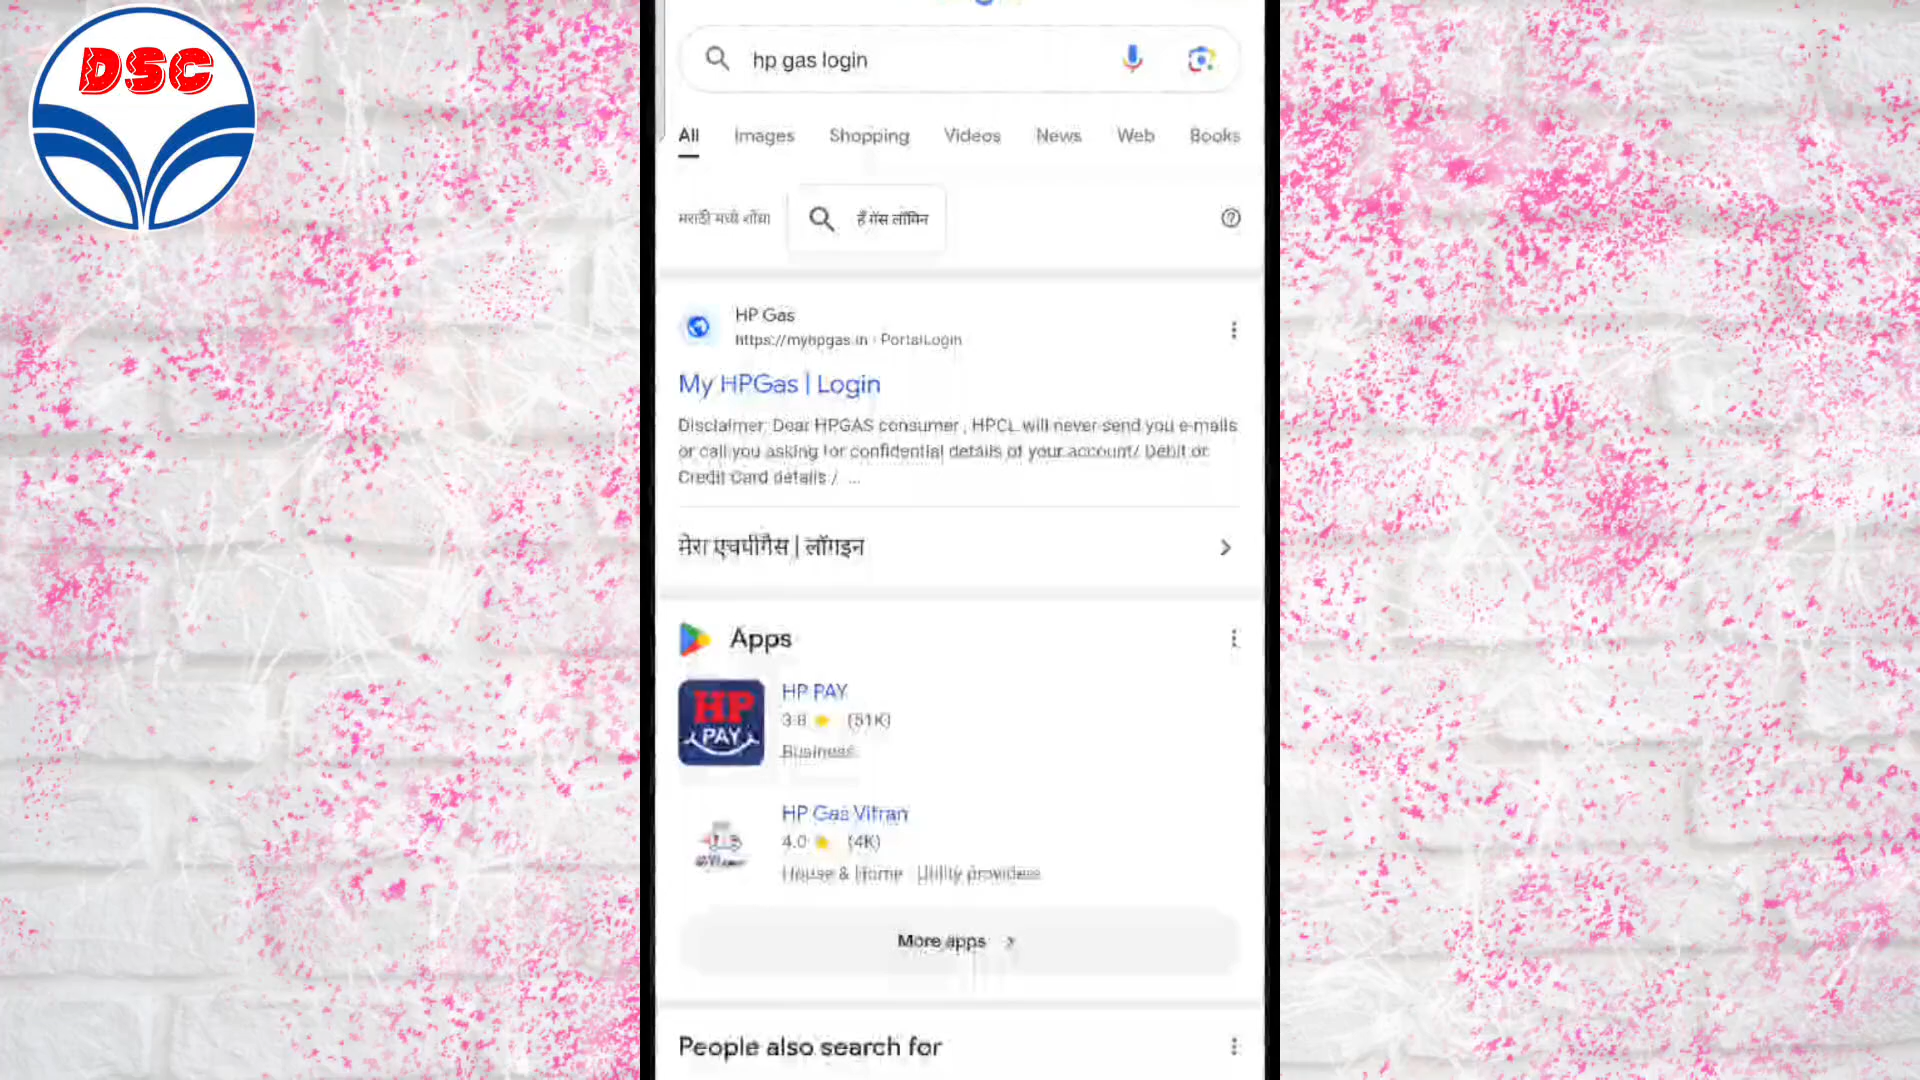 DSC
hp gas login
All Images Shopping Videos News Web Books
मराठी मध्ये शोधा
हॅ गॅस लॉगिन
HP Gas
https://myhpgas.in › PortalLogin
My HPGas | Login
Disclaimer: Dear HPGAS consumer , HPCL will never send you e-mails
or call you asking for confidential details of your account/ Debit or
Credit Card details / ...
मेरा एचपीगैस | लॉगइन
Apps
HP PAY
PAY
HP PAY
3.8 (51K)
Business
HP Gas Vitran
4.0 (4K)
House & Home · Utility providers
More apps
People also search for